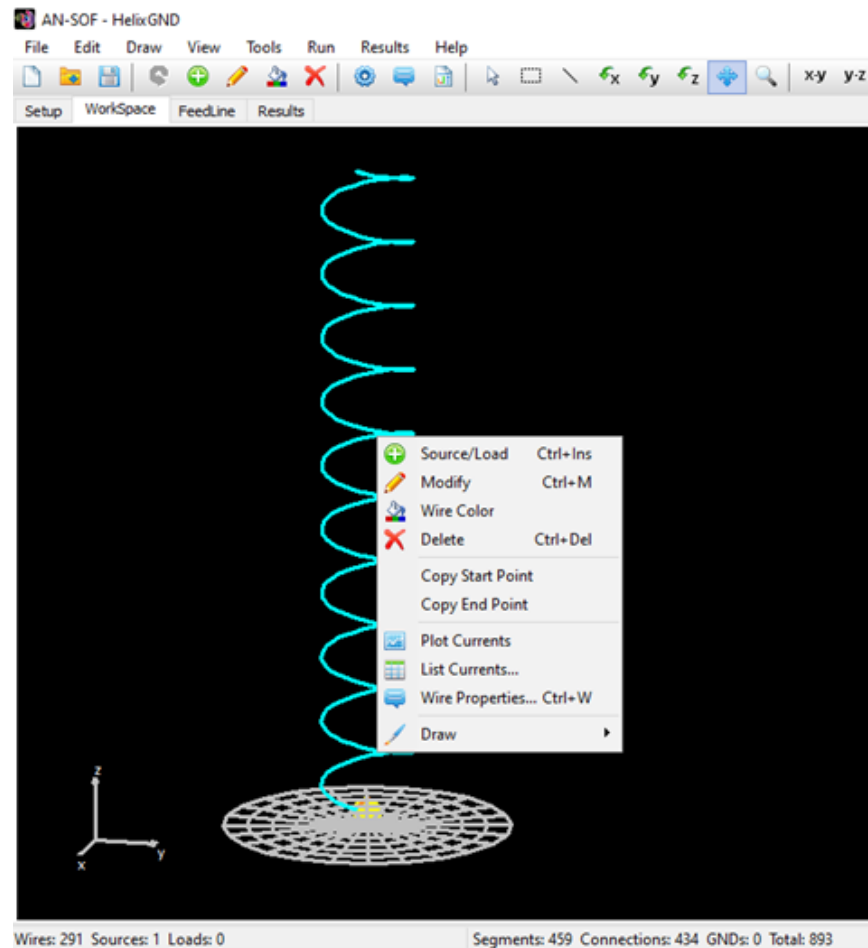 AN-SOF - HelixGND
File Edit Draw View Tools Run Results Help
x y z x-y y-z
Setup WorkSpace FeedLine Results
Source/Load Ctrl+Ins
Modify Ctrl+M
Wire Color
Delete Ctrl+Del
Copy Start Point
Copy End Point
Plot Currents
List Currents...
Wire Properties... Ctrl+W
Draw
z
y
x
Wires: 291 Sources: 1 Loads: 0 Segments: 459 Connections: 434 GNDs: 0 Total: 893